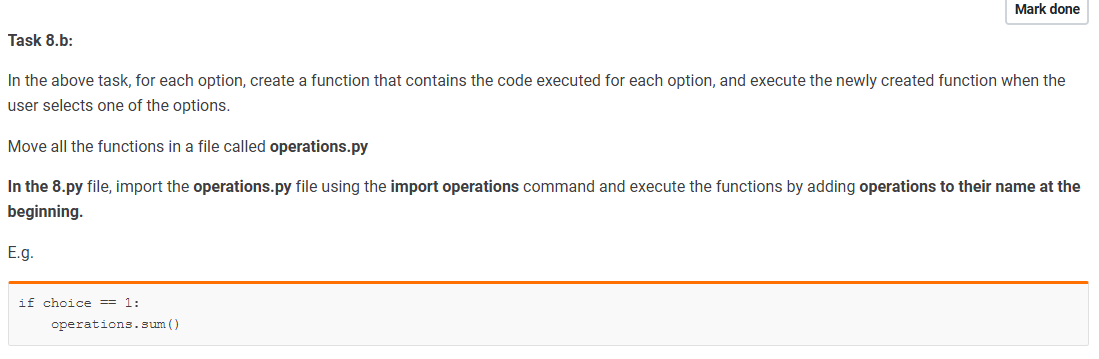 Mark done
Task 8.b:
In the above task, for each option, create a function that contains the code executed for each option, and execute the newly created function when the
user selects one of the options.
Move all the functions in a file called operations.py
In the 8.py file, import the operations.py file using the import operations command and execute the functions by adding operations to their name at the
beginning.
E.g.
if choice == 1:
    operations.sum()